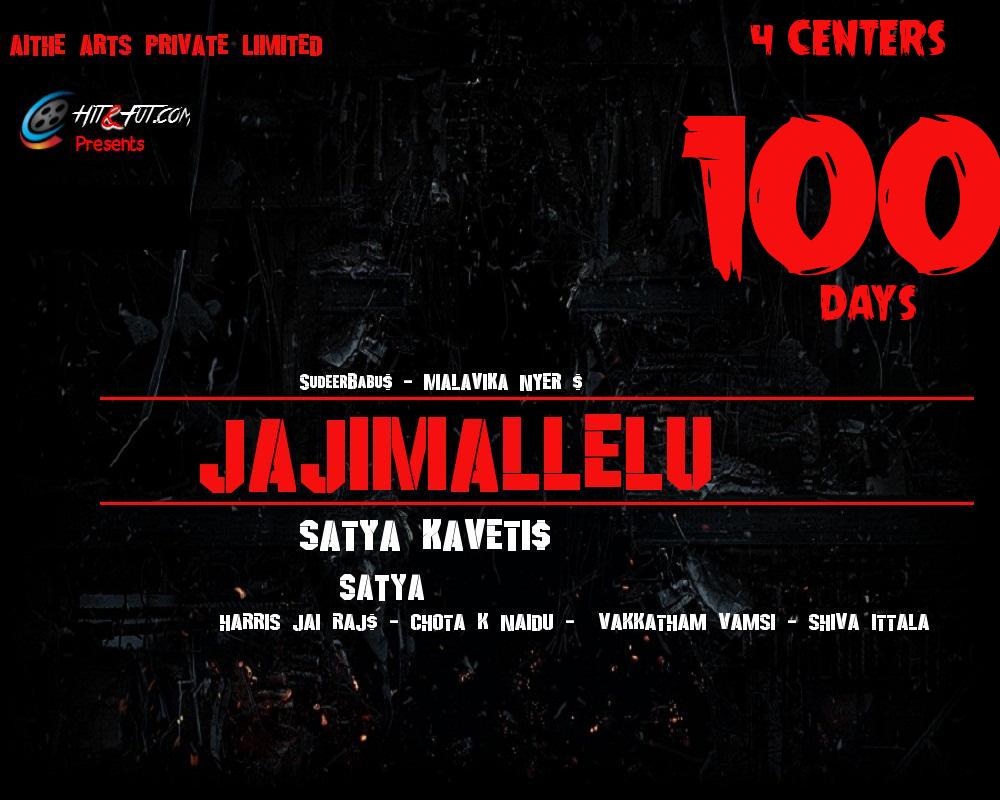 AITHE ARTS PRIVATE LIMITED
4 CENTERS
HIT&FUT.COM
Presents
100
DAYS
SUDEERBABU$ - MALAVIKA NYER $
JAJIMALLELU
SATYA KAVETI$
SATYA
HARRIS JAI RAJ$ - CHOTA K NAIDU - VAKKATHAM VAMSI - SHIVA ITTALA